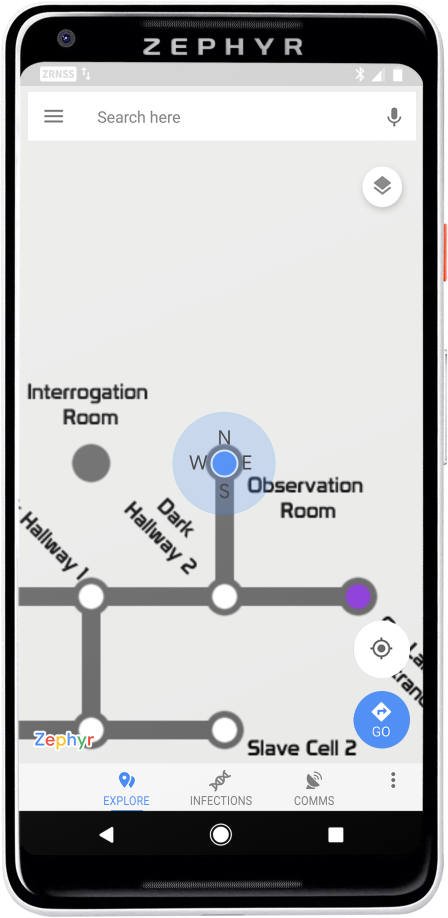 ZEPHYR
ZRNSS
Search here
Interrogation
Room
N
W E
S
Observation
Room
Dark
Hallway 2
Hallway 1
Zephyr
Slave Cell 2
GO
EXPLORE
INFECTIONS
COMMS